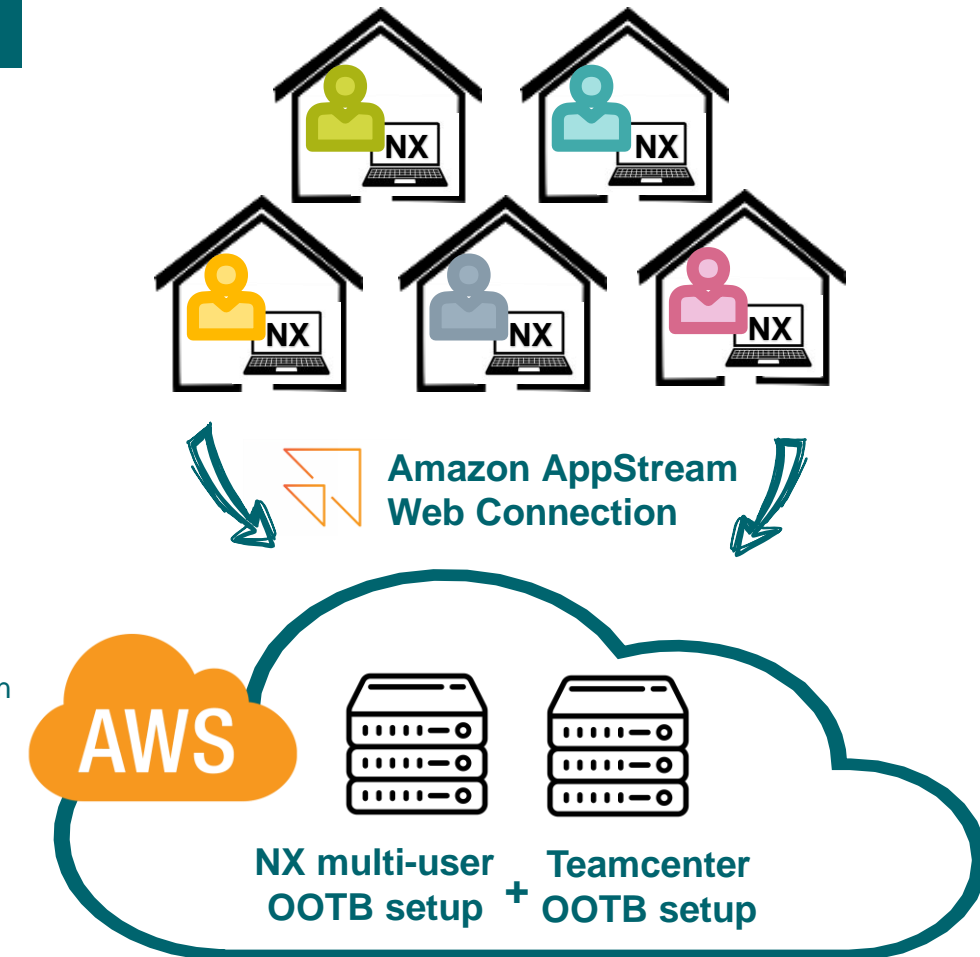 NX
NX
NX
NX
NX
Amazon AppStream
Web Connection
AWS
NX multi-user
OOTB setup
+
Teamcenter
OOTB setup